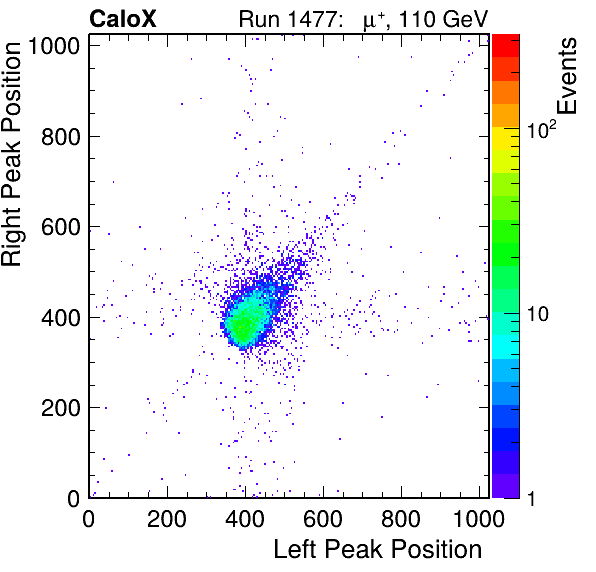 CaloX Run 1477: μ⁺, 110 GeV
Right Peak Position
1000
800
600
400
200
0
0 200 400 600 800 1000
Left Peak Position
Events
10²
10
1